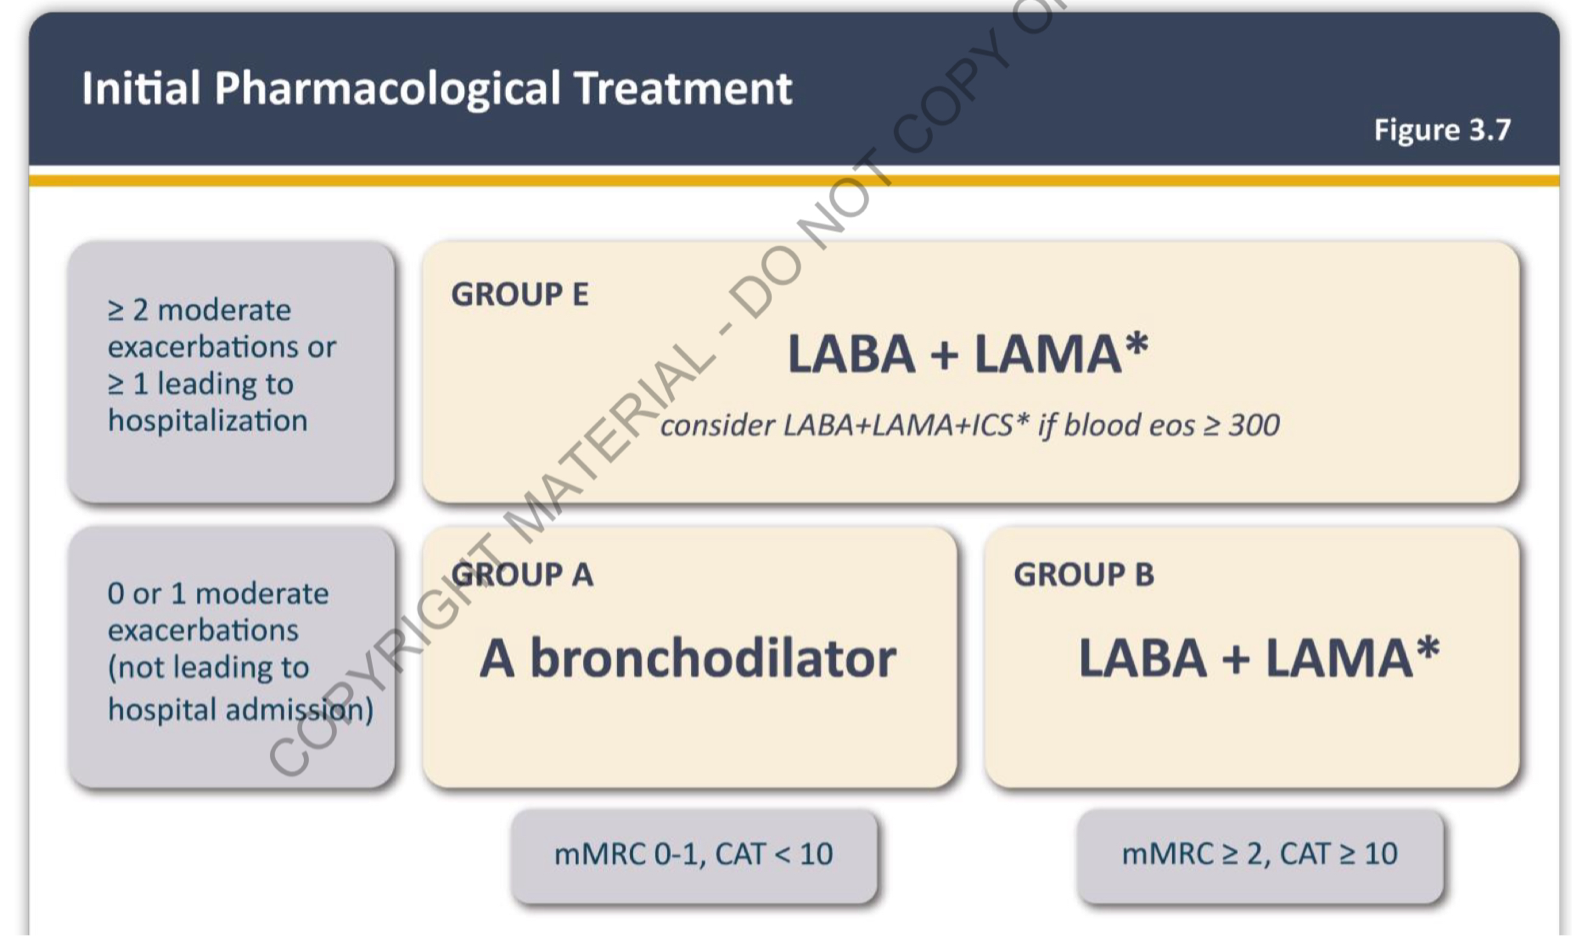 Initial Pharmacological Treatment
Figure 3.7
≥ 2 moderate
exacerbations or
≥ 1 leading to
hospitalization
GROUP E
LABA + LAMA*
consider LABA+LAMA+ICS* if blood eos ≥ 300
0 or 1 moderate
exacerbations
(not leading to
hospital admission)
GROUP A
A bronchodilator
GROUP B
LABA + LAMA*
mMRC 0-1, CAT < 10
mMRC ≥ 2, CAT ≥ 10
COPYRIGHT MATERIAL - DO NOT COPY